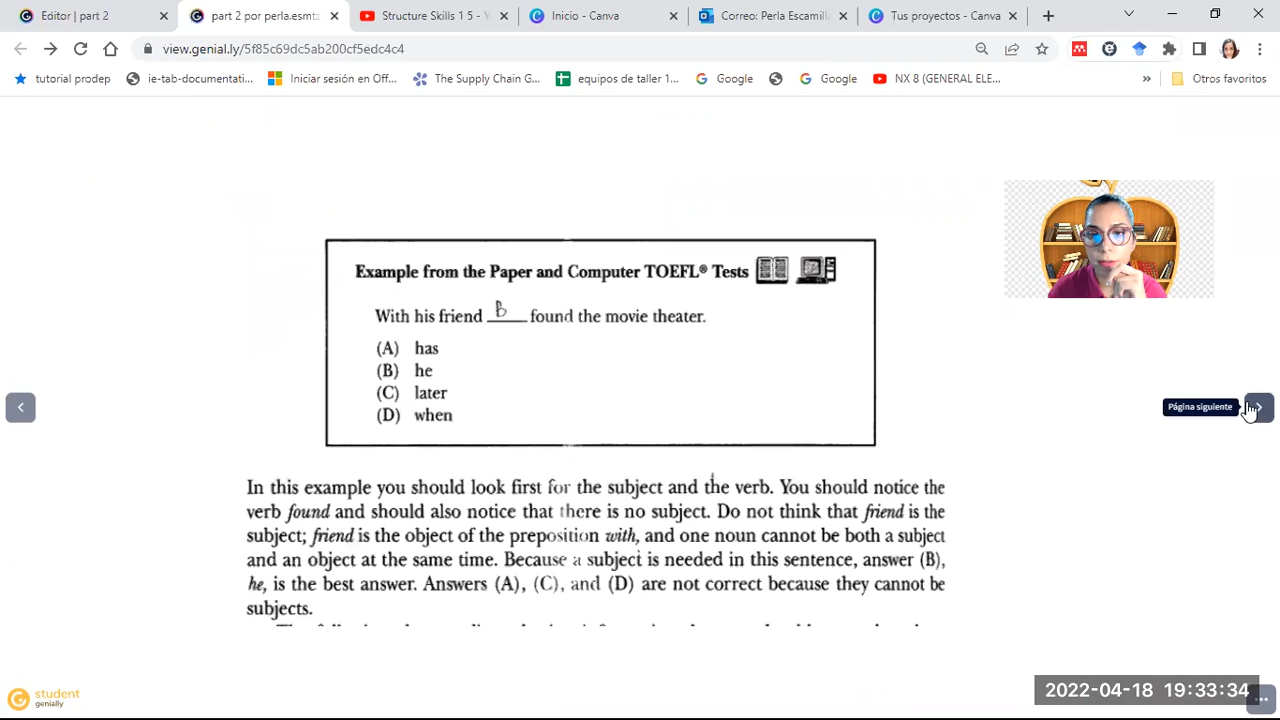 Editor | part 2
part 2 por perla.esmt
Structure Skills 1 5 - Y
Inicio - Canva
Correo: Perla Escamill
Tus proyectos - Canva
view.genial.ly/5f85c69dc5ab200cf5edc4c4
tutorial prodep
ie-tab-documentati...
Iniciar sesión en Off...
The Supply Chain G...
equipos de taller 1...
Google
Google
NX 8 (GENERAL ELE...
»
Otros favoritos
Example from the Paper and Computer TOEFL® Tests
With his friend __B__ found the movie theater.
(A) has
(B) he
(C) later
(D) when
Página siguiente
In this example you should look first for the subject and the verb. You should notice the
verb found and should also notice that there is no subject. Do not think that friend is the
subject; friend is the object of the preposition with, and one noun cannot be both a subject
and an object at the same time. Because a subject is needed in this sentence, answer (B),
he, is the best answer. Answers (A), (C), and (D) are not correct because they cannot be
subjects.
student
genially
2022-04-18 19:33:34